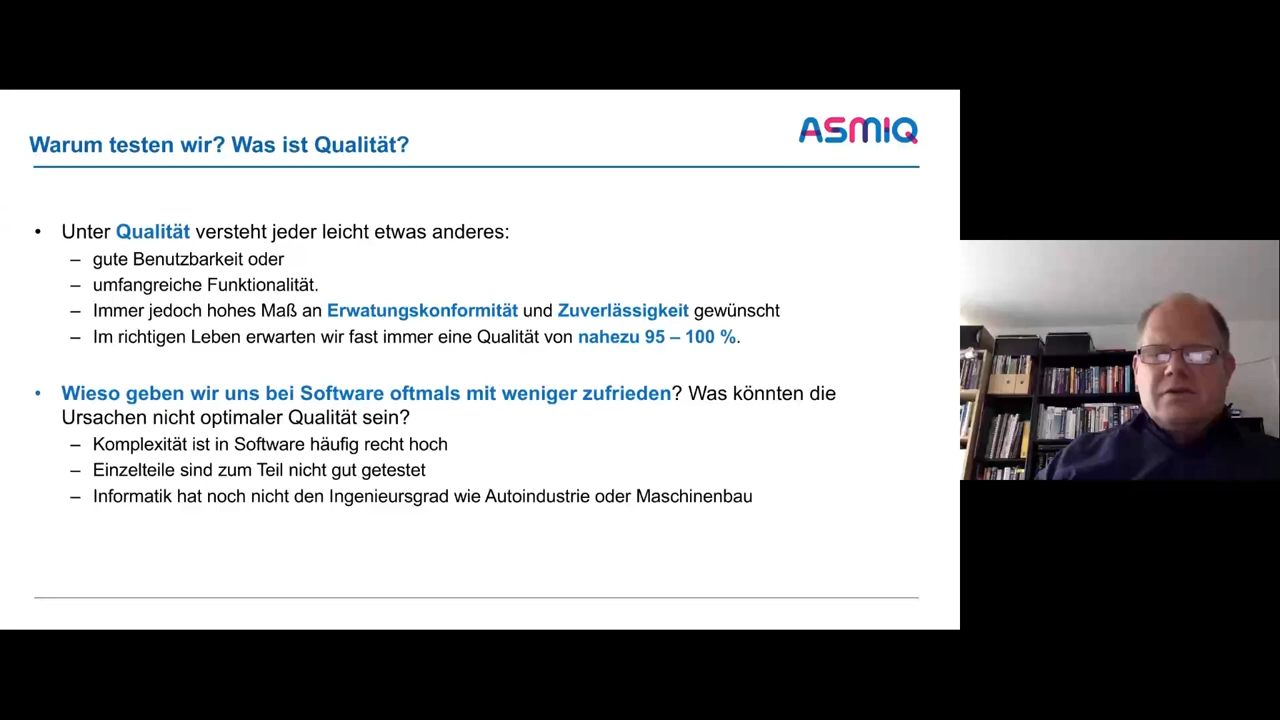 Warum testen wir? Was ist Qualität?
ASMIQ
• Unter Qualität versteht jeder leicht etwas anderes:
– gute Benutzbarkeit oder
– umfangreiche Funktionalität.
– Immer jedoch hohes Maß an Erwatungskonformität und Zuverlässigkeit gewünscht
– Im richtigen Leben erwarten wir fast immer eine Qualität von nahezu 95 – 100 %.
• Wieso geben wir uns bei Software oftmals mit weniger zufrieden? Was könnten die
Ursachen nicht optimaler Qualität sein?
– Komplexität ist in Software häufig recht hoch
– Einzelteile sind zum Teil nicht gut getestet
– Informatik hat noch nicht den Ingenieursgrad wie Autoindustrie oder Maschinenbau